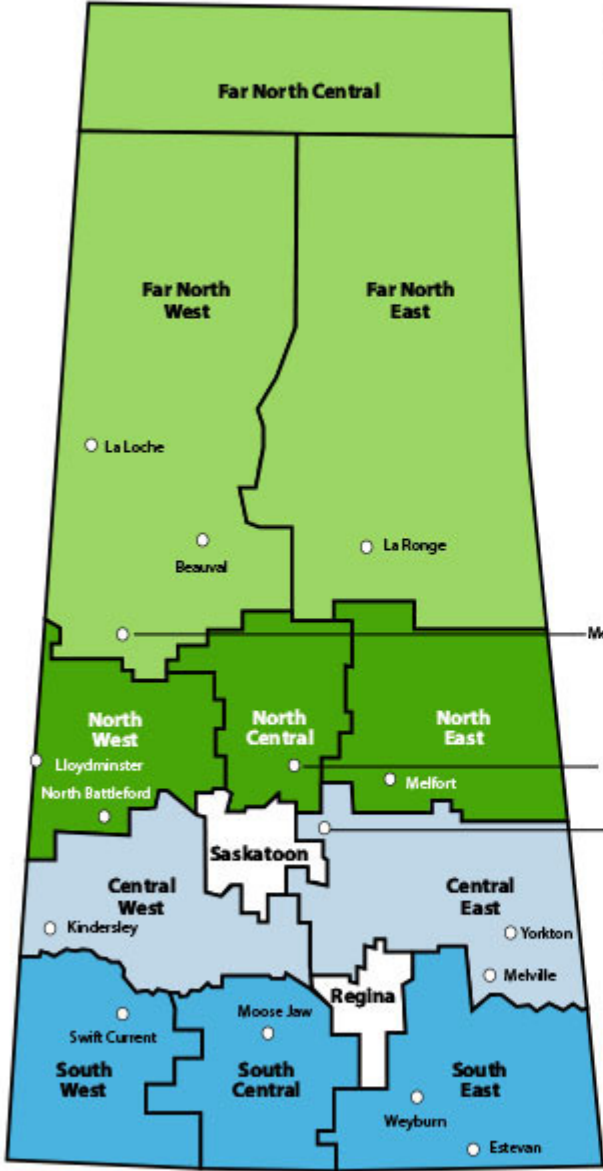 Far North Central
Far North
West
Far North
East
La Loche
Beauval
La Ronge
North
West
North
Central
North
East
Lloydminster
North Battleford
Melfort
Saskatoon
Central
West
Central
East
Kindersley
Yorkton
Melville
Regina
Moose Jaw
Swift Current
South
West
South
Central
South
East
Weyburn
Estevan